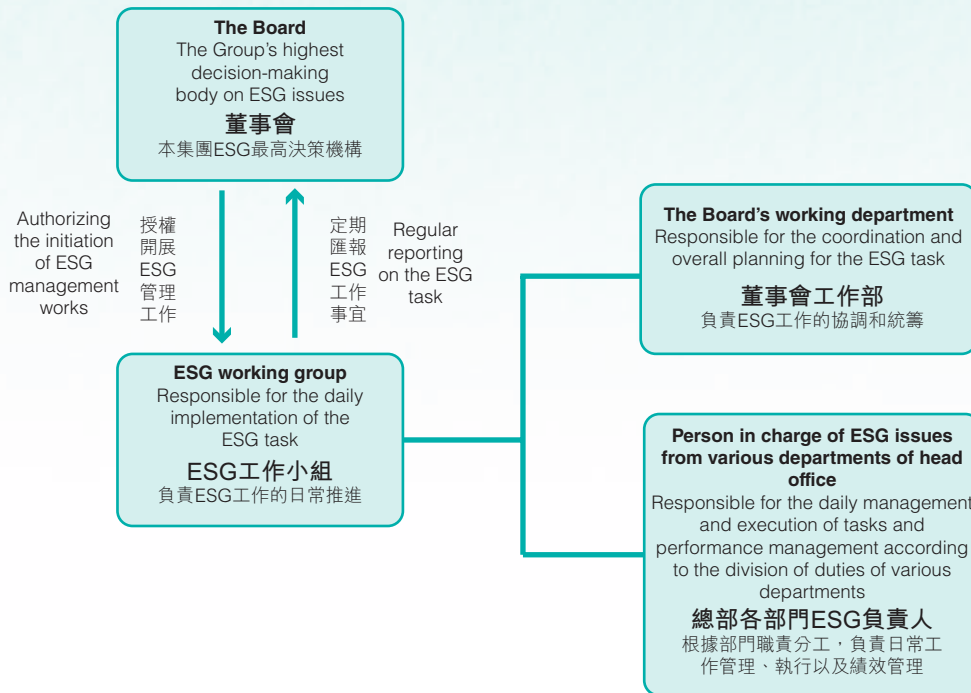 The Board
The Group's highest
decision-making
body on ESG issues
董事會
本集團ESG最高決策機構
Authorizing
the initiation
of ESG
management
works
授權
開展
ESG
管理
工作
定期
匯報
ESG
工作
事宜
Regular
reporting
on the ESG
task
ESG working group
Responsible for the daily
implementation of the
ESG task
ESG工作小組
負責ESG工作的日常推進
The Board's working department
Responsible for the coordination and
overall planning for the ESG task
董事會工作部
負責ESG工作的協調和統籌
Person in charge of ESG issues
from various departments of head
office
Responsible for the daily management
and execution of tasks and
performance management according
to the division of duties of various
departments
總部各部門ESG負責人
根據部門職責分工，負責日常工
作管理、執行以及績效管理